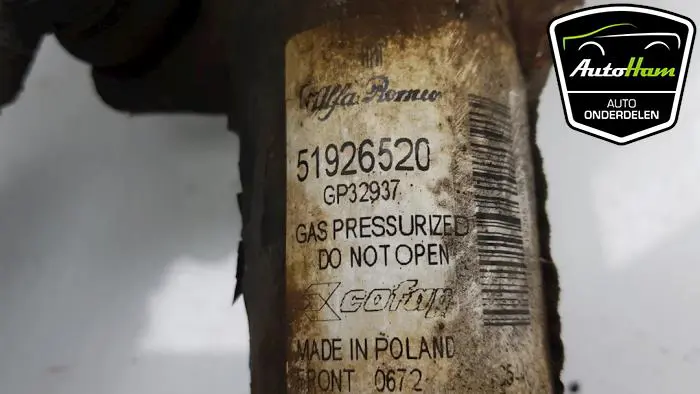 Alfa Romeo
51926520
GP32937
GAS PRESSURIZED
DO NOT OPEN
cofap
MADE IN POLAND
FRONT 0672
AutoHam
AUTO
ONDERDELEN